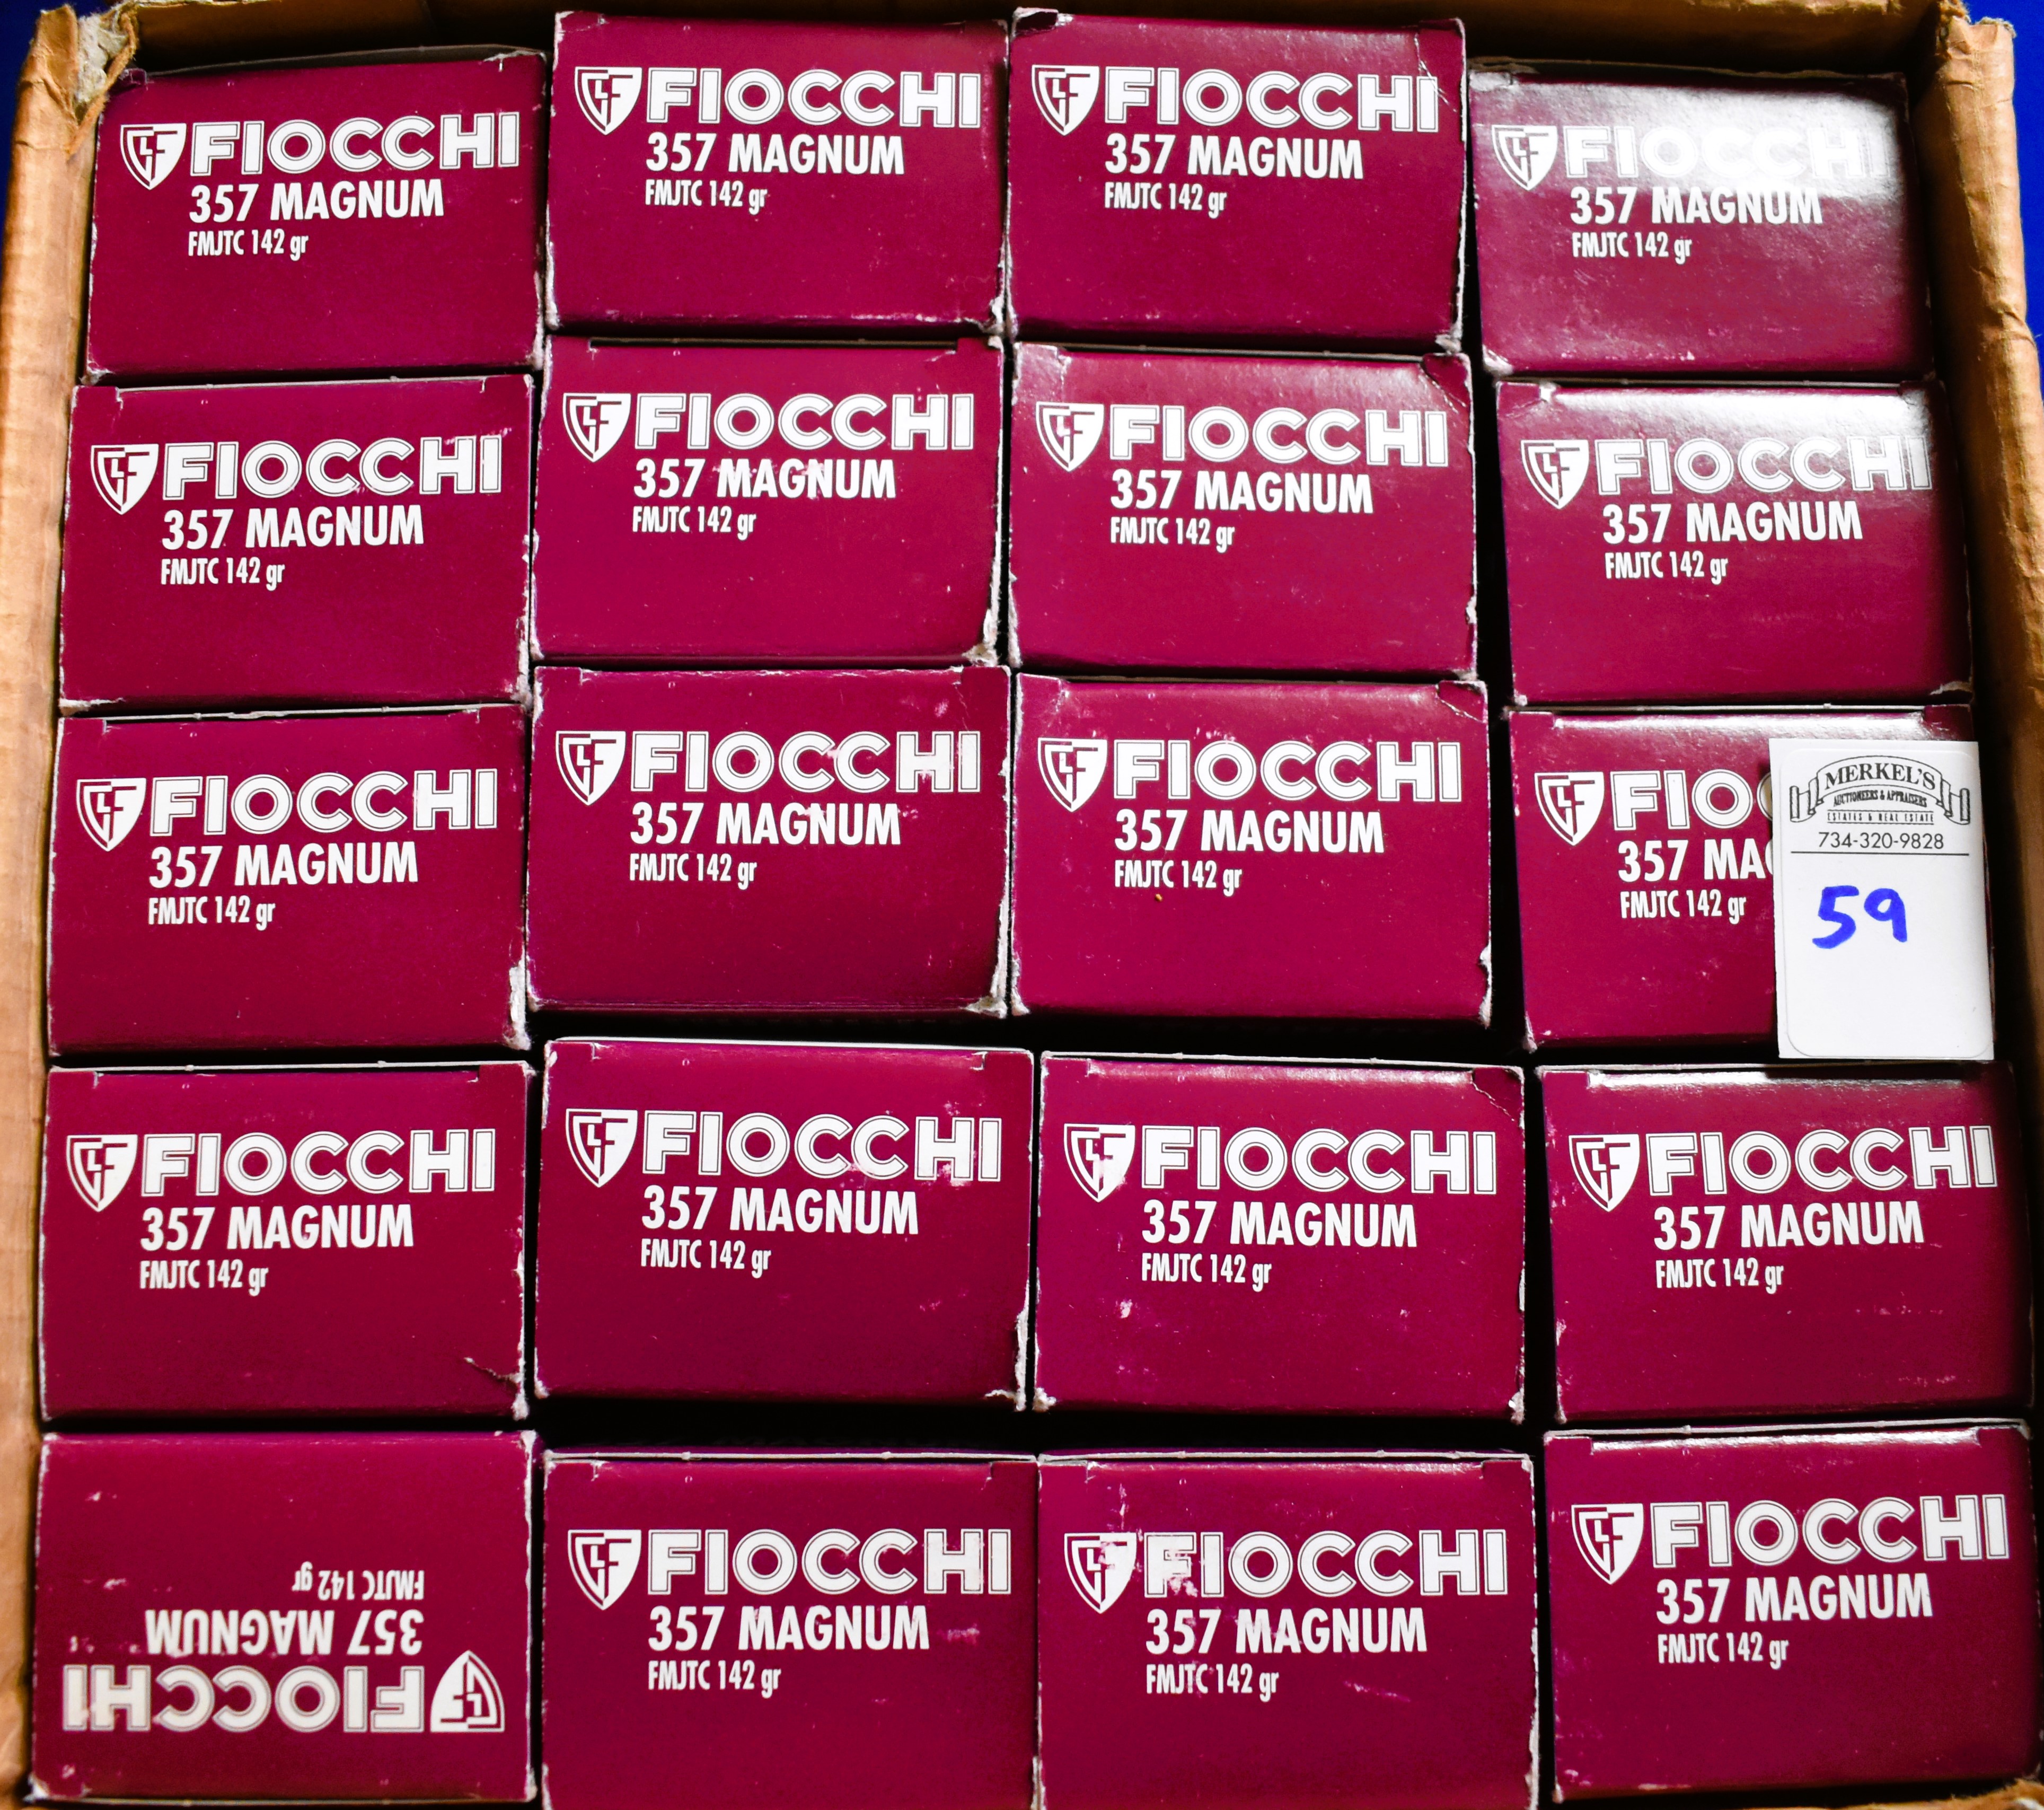 FIOCCHI
357 MAGNUM
FMJTC 142 gr
FIOCCHI
357 MAGNUM
FMJTC 142 gr
FIOCCHI
357 MAGNUM
FMJTC 142 gr
FIOCCHI
357 MAGNUM
FMJTC 142 gr
FIOCCHI
357 MAGNUM
FMJTC 142 gr
FIOCCHI
357 MAGNUM
FMJTC 142 gr
FIOCCHI
357 MAGNUM
FMJTC 142 gr
FIOCCHI
357 MAGNUM
FMJTC 142 gr
FIOCCHI
357 MAGNUM
FMJTC 142 gr
FIOCCHI
357 MAGNUM
FMJTC 142 gr
FIOCCHI
357 MAGNUM
FMJTC 142 gr
FIO
357 MA
FMJTC 142 gr
MERKEL'S
AUCTIONEERS & APPRAISERS
ESTATES & REAL ESTATE
734-320-9828
59
FIOCCHI
357 MAGNUM
FMJTC 142 gr
FIOCCHI
357 MAGNUM
FMJTC 142 gr
FIOCCHI
357 MAGNUM
FMJTC 142 gr
FIOCCHI
357 MAGNUM
FMJTC 142 gr
FIOCCHI
357 MAGNUM
FMJTC 142 gr
FIOCCHI
357 MAGNUM
FMJTC 142 gr
FIOCCHI
357 MAGNUM
FMJTC 142 gr
FIOCCHI
357 MAGNUM
FMJTC 142 gr